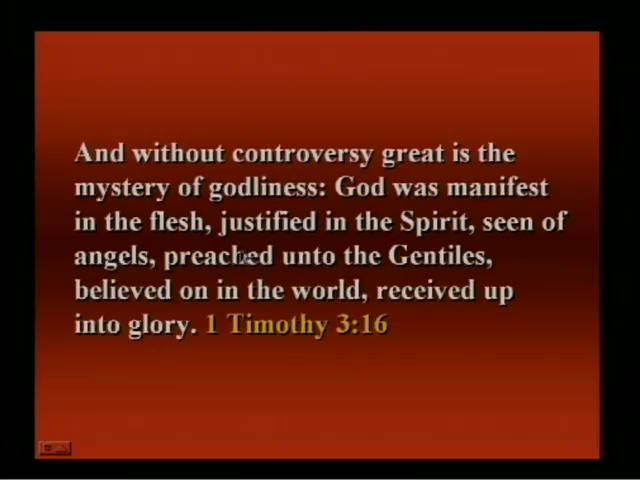 And without controversy great is the
mystery of godliness: God was manifest
in the flesh, justified in the Spirit, seen of
angels, preached unto the Gentiles,
believed on in the world, received up
into glory. 1 Timothy 3:16